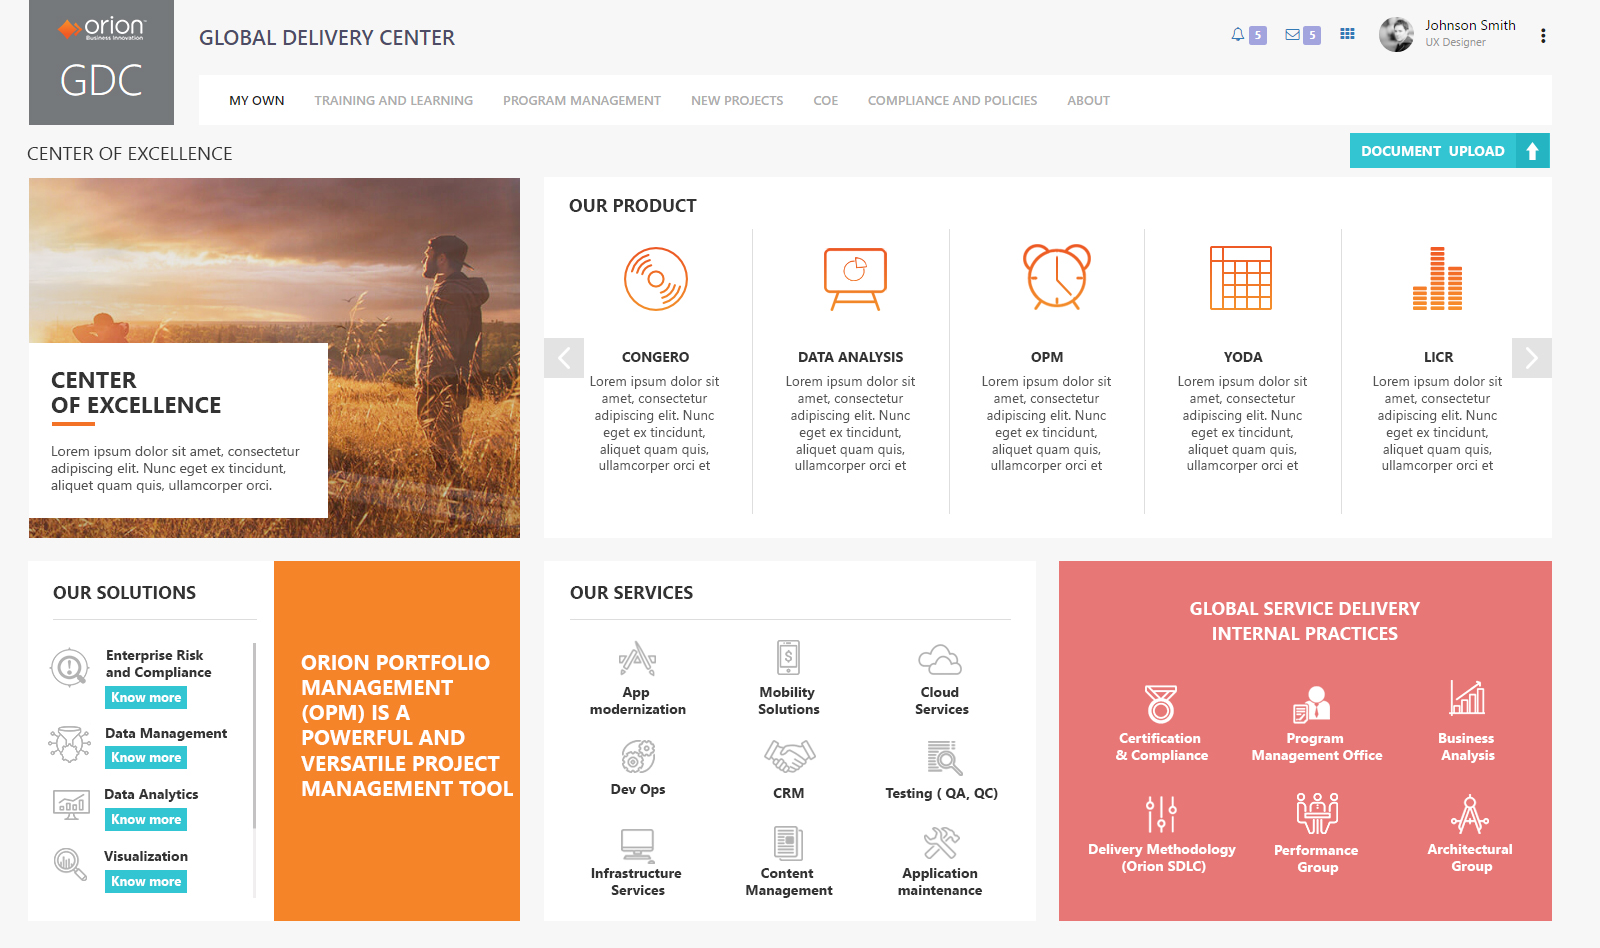 orion
Business Innovation
GDC
GLOBAL DELIVERY CENTER
5
5
Johnson Smith
UX Designer
MY OWN
TRAINING AND LEARNING
PROGRAM MANAGEMENT
NEW PROJECTS
COE
COMPLIANCE AND POLICIES
ABOUT
CENTER OF EXCELLENCE
DOCUMENT UPLOAD
CENTER
OF EXCELLENCE
Lorem ipsum dolor sit amet, consectetur
adipiscing elit. Nunc eget ex tincidunt,
aliquet quam quis, ullamcorper orci.
OUR PRODUCT
CONGERO
Lorem ipsum dolor sit
amet, consectetur
adipiscing elit. Nunc
eget ex tincidunt,
aliquet quam quis,
ullamcorper orci et
DATA ANALYSIS
Lorem ipsum dolor sit
amet, consectetur
adipiscing elit. Nunc
eget ex tincidunt,
aliquet quam quis,
ullamcorper orci et
OPM
Lorem ipsum dolor sit
amet, consectetur
adipiscing elit. Nunc
eget ex tincidunt,
aliquet quam quis,
ullamcorper orci et
YODA
Lorem ipsum dolor sit
amet, consectetur
adipiscing elit. Nunc
eget ex tincidunt,
aliquet quam quis,
ullamcorper orci et
LICR
Lorem ipsum dolor sit
amet, consectetur
adipiscing elit. Nunc
eget ex tincidunt,
aliquet quam quis,
ullamcorper orci et
OUR SOLUTIONS
Enterprise Risk
and Compliance
Know more
Data Management
Know more
Data Analytics
Know more
Visualization
Know more
ORION PORTFOLIO
MANAGEMENT
(OPM) IS A
POWERFUL AND
VERSATILE PROJECT
MANAGEMENT TOOL
OUR SERVICES
App
modernization
Mobility
Solutions
Cloud
Services
Dev Ops
CRM
Testing ( QA, QC)
Infrastructure
Services
Content
Management
Application
maintenance
GLOBAL SERVICE DELIVERY
INTERNAL PRACTICES
Certification
& Compliance
Program
Management Office
Business
Analysis
Delivery Methodology
(Orion SDLC)
Performance
Group
Architectural
Group